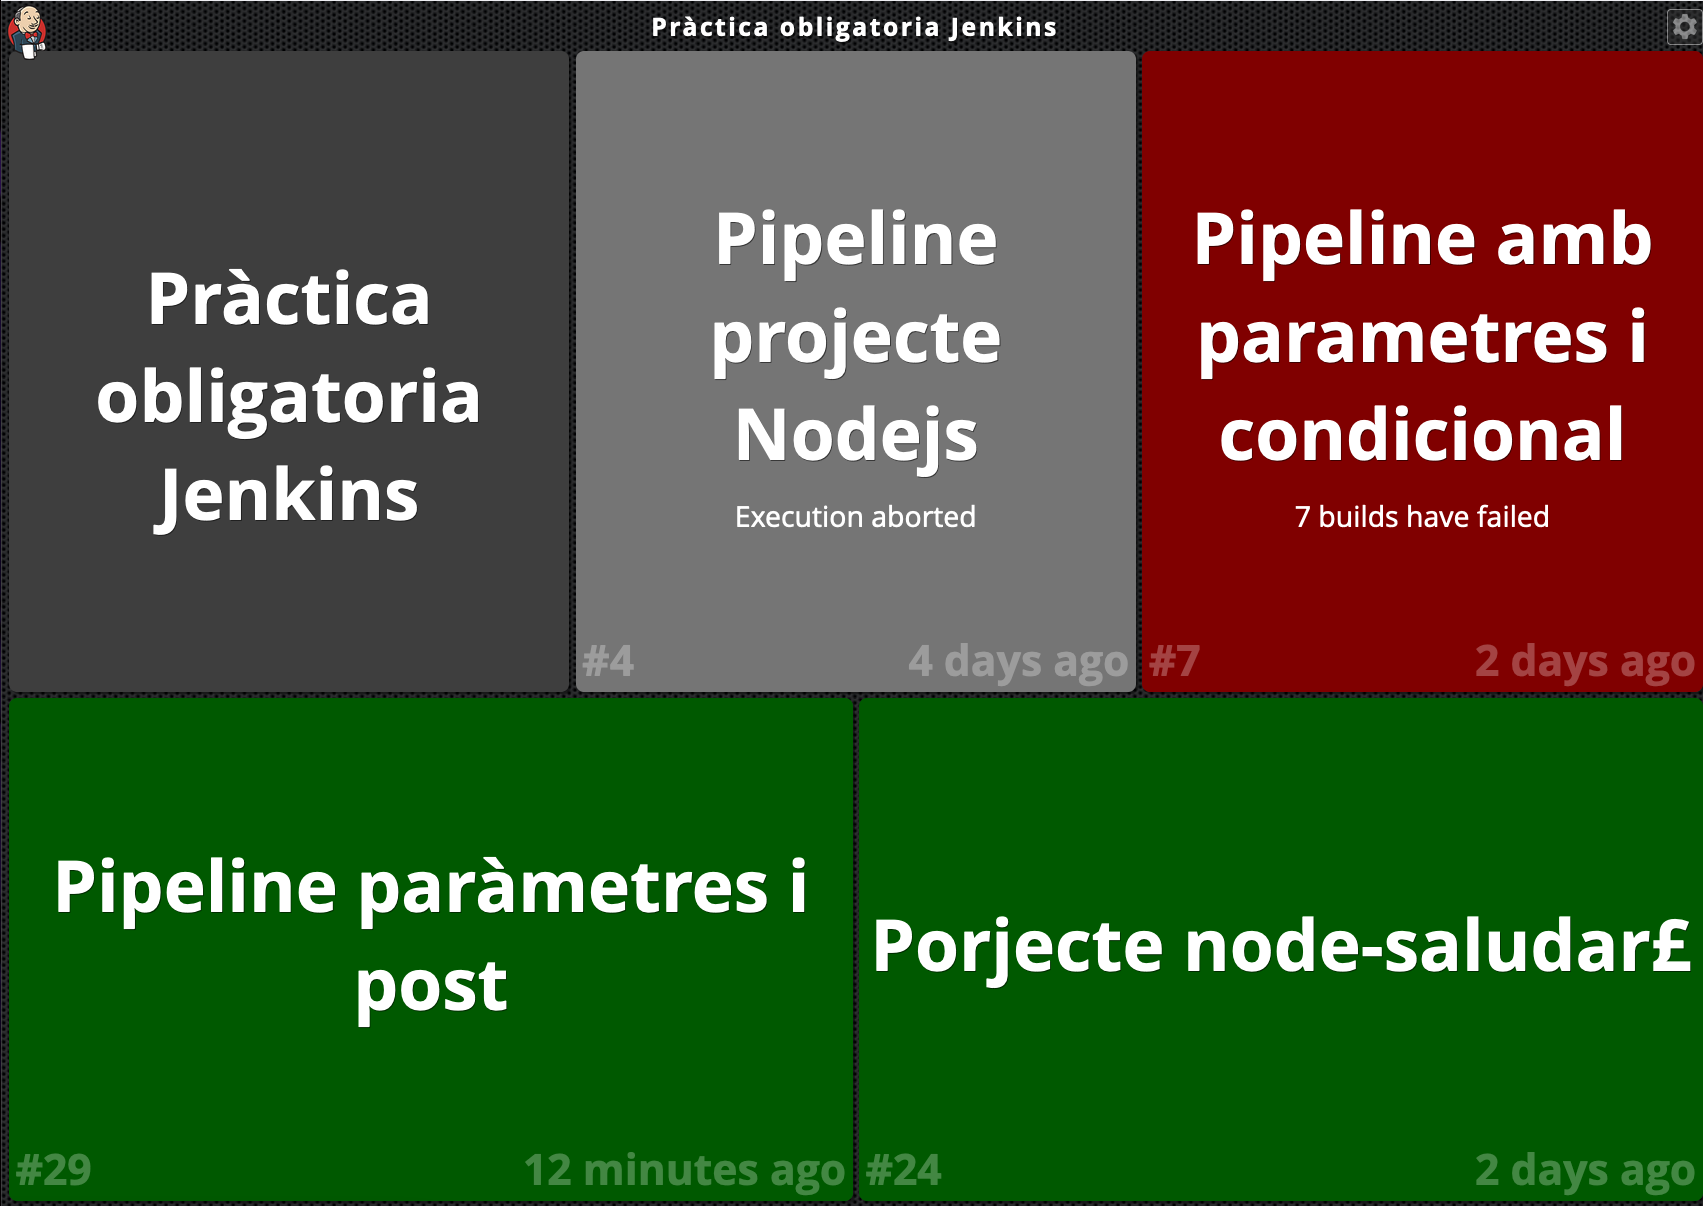 Pràctica obligatoria Jenkins
Pràctica
obligatoria
Jenkins
Pipeline
projecte
Nodejs
Execution aborted
#4
4 days ago
Pipeline amb
parametres i
condicional
7 builds have failed
#7
2 days ago
Pipeline paràmetres i
post
#29
12 minutes ago
Porjecte node-saludar£
#24
2 days ago